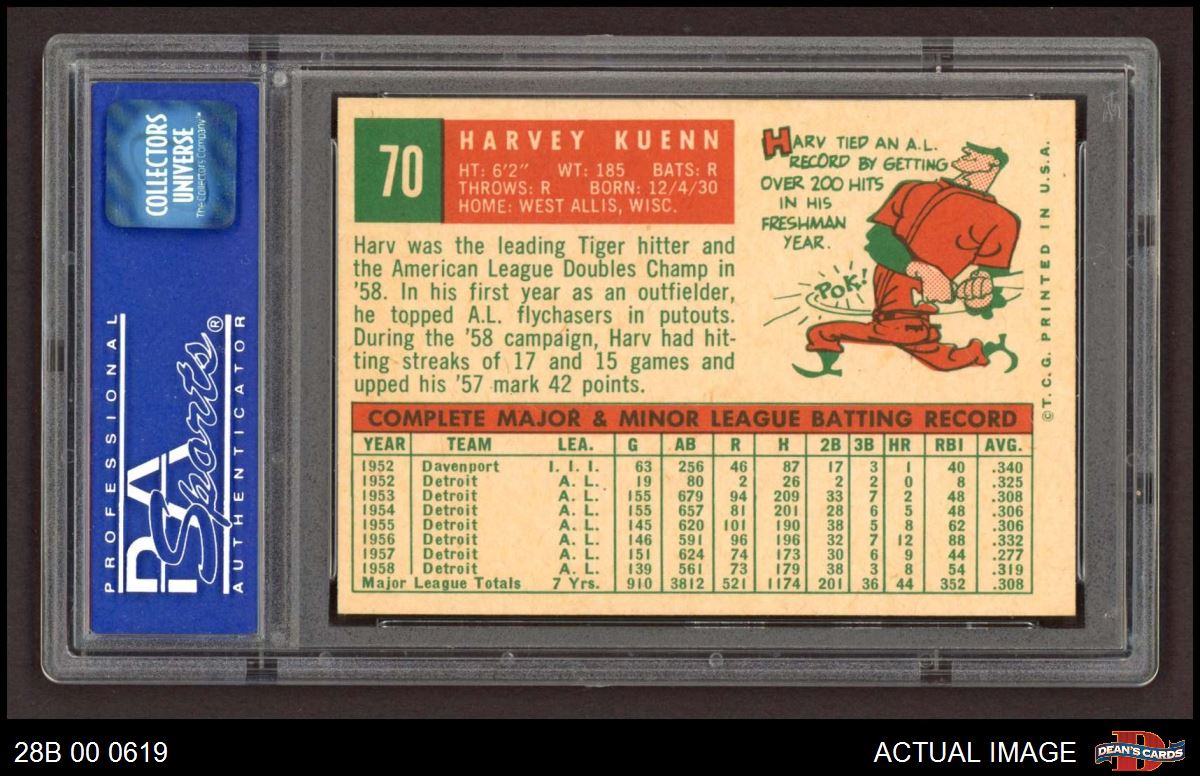 COLLECTORS
UNIVERSE
The Collectors Company™
PROFESSIONAL
PSA
Sports®
AUTHENTICATOR
70
HARVEY KUENN
HT: 6'2" WT: 185 BATS: R
THROWS: R BORN: 12/4/30
HOME: WEST ALLIS, WISC.
Harv was the leading Tiger hitter and
the American League Doubles Champ in
'58. In his first year as an outfielder,
he topped A.L. flychasers in putouts.
During the '58 campaign, Harv had hit-
ting streaks of 17 and 15 games and
upped his '57 mark 42 points.
HARV TIED AN A.L.
RECORD BY GETTING
OVER 200 HITS
IN HIS
FRESHMAN
YEAR.
POK!
©T.C.G. PRINTED IN U.S.A.
COMPLETE MAJOR & MINOR LEAGUE BATTING RECORD
YEAR TEAM LEA. G AB R H 2B 3B HR RBI AVG.
1952 Davenport I. I. I. 63 256 46 87 17 3 1 40 .340
1952 Detroit A. L. 19 80 2 26 2 2 0 8 .325
1953 Detroit A. L. 155 679 94 209 33 7 2 48 .308
1954 Detroit A. L. 155 657 81 201 28 6 5 48 .306
1955 Detroit A. L. 145 620 101 190 38 5 8 62 .306
1956 Detroit A. L. 146 591 96 196 32 7 12 88 .332
1957 Detroit A. L. 151 624 74 173 30 6 9 44 .277
1958 Detroit A. L. 139 561 73 179 38 3 8 54 .319
Major League Totals 7 Yrs. 910 3812 521 1174 201 36 44 352 .308
28B 00 0619
ACTUAL IMAGE
DEAN'S CARDS